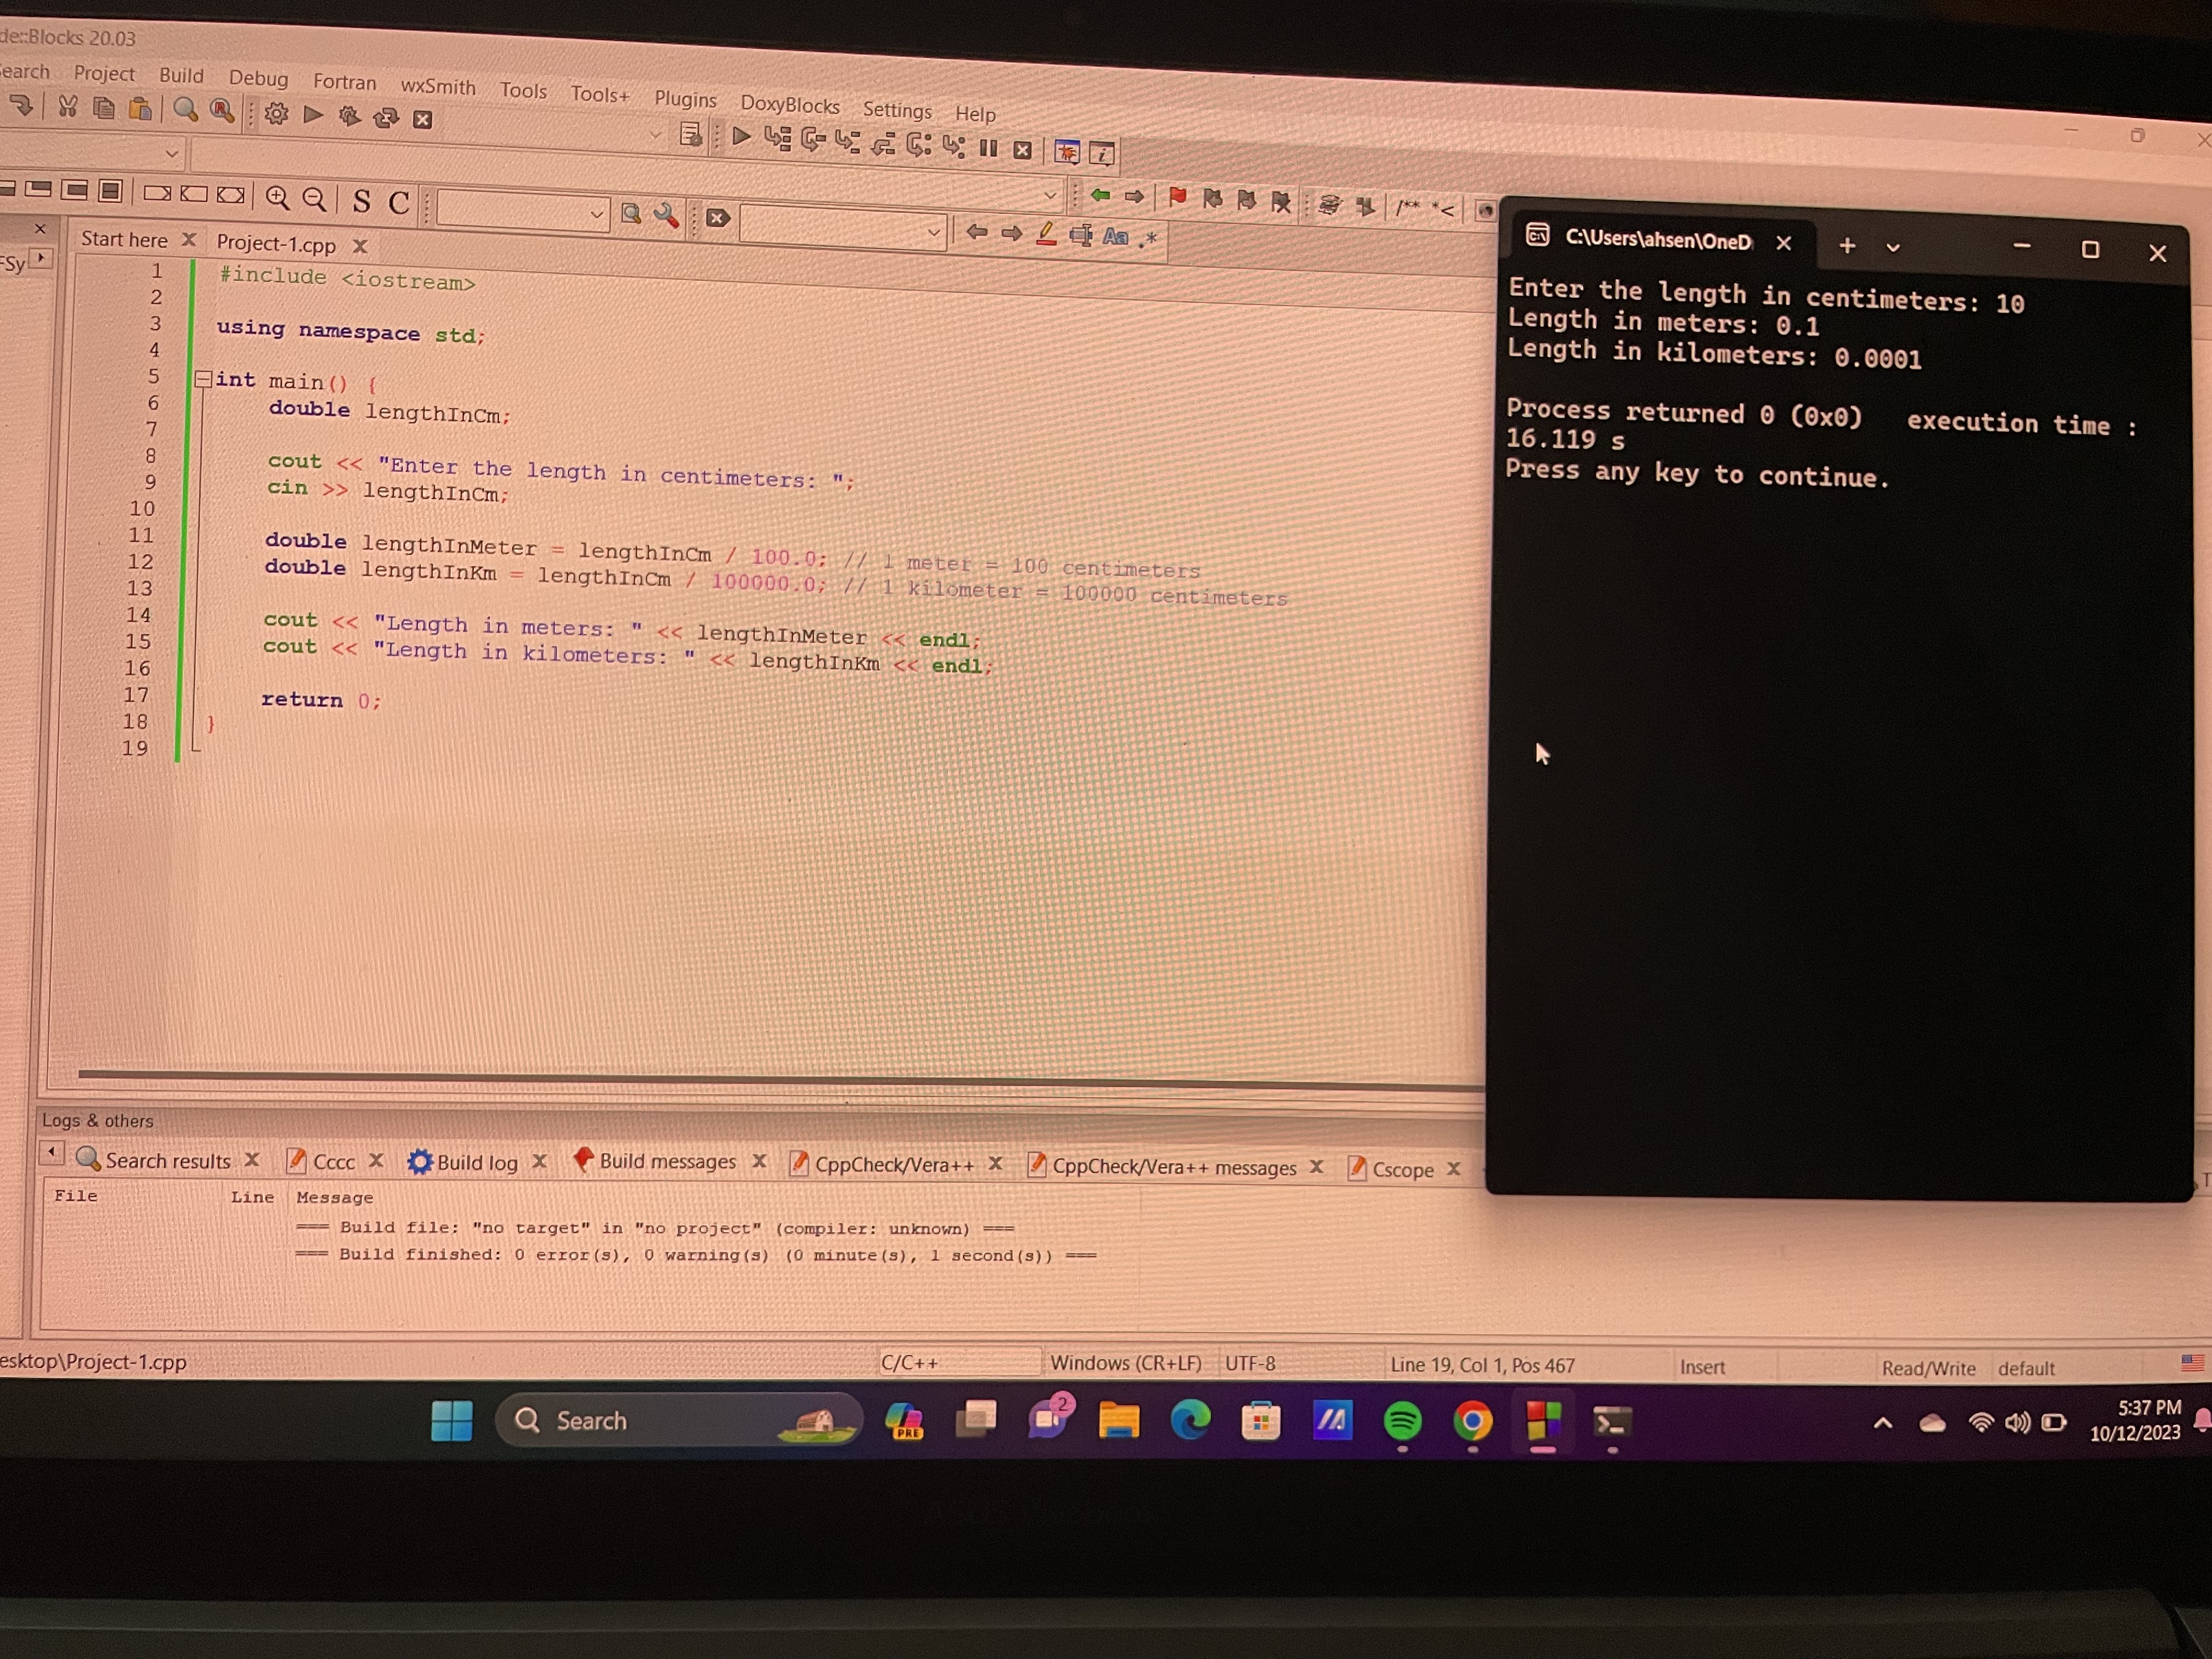 de::Blocks 20.03
earch Project Build Debug Fortran wxSmith Tools Tools+ Plugins DoxyBlocks Settings Help
S C
/** *<
Aa .*
FSy
Start here
Project-1.cpp
1 #include <iostream>
2
3 using namespace std;
4
5 int main() {
6 double lengthInCm;
7
8 cout << "Enter the length in centimeters: ";
9 cin >> lengthInCm;
10
11 double lengthInMeter = lengthInCm / 100.0; // 1 meter = 100 centimeters
12 double lengthInKm = lengthInCm / 100000.0; // 1 kilometer = 100000 centimeters
13
14 cout << "Length in meters: " << lengthInMeter << endl;
15 cout << "Length in kilometers: " << lengthInKm << endl;
16
17 return 0;
18 }
19
C:\Users\ahsen\OneD
Enter the length in centimeters: 10
Length in meters: 0.1
Length in kilometers: 0.0001
Process returned 0 (0x0) execution time :
16.119 s
Press any key to continue.
Logs & others
Search results Cccc Build log Build messages CppCheck/Vera++ CppCheck/Vera++ messages Cscope
File Line Message
=== Build file: "no target" in "no project" (compiler: unknown) ===
=== Build finished: 0 error(s), 0 warning(s) (0 minute(s), 1 second(s)) ===
esktop\Project-1.cpp C/C++ Windows (CR+LF) UTF-8 Line 19, Col 1, Pos 467 Insert Read/Write default
Search
PRE
2
5:37 PM
10/12/2023